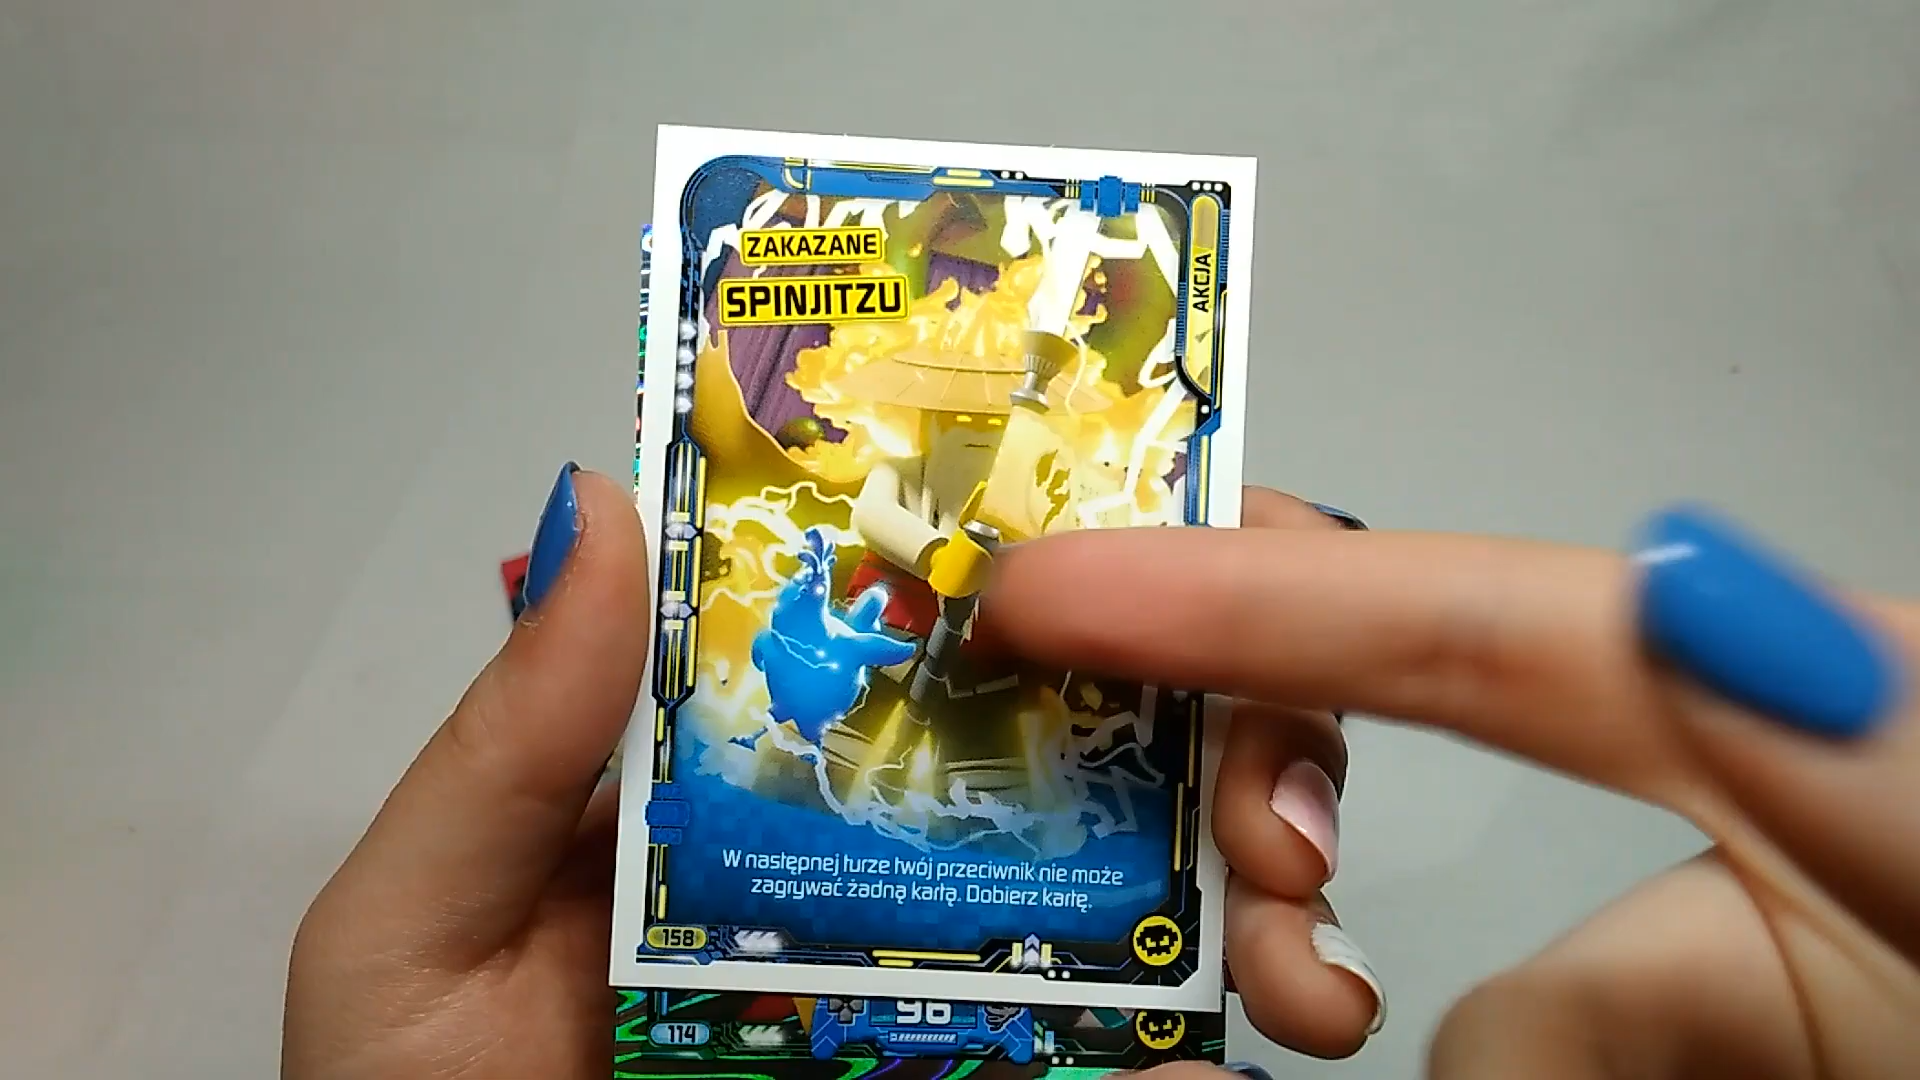 ZAKAZANE
SPINJITZU
AKCJA
W następnej turze twój przeciwnik nie może
zagrywać żadną kartą. Dobierz kartę.
158
96
114